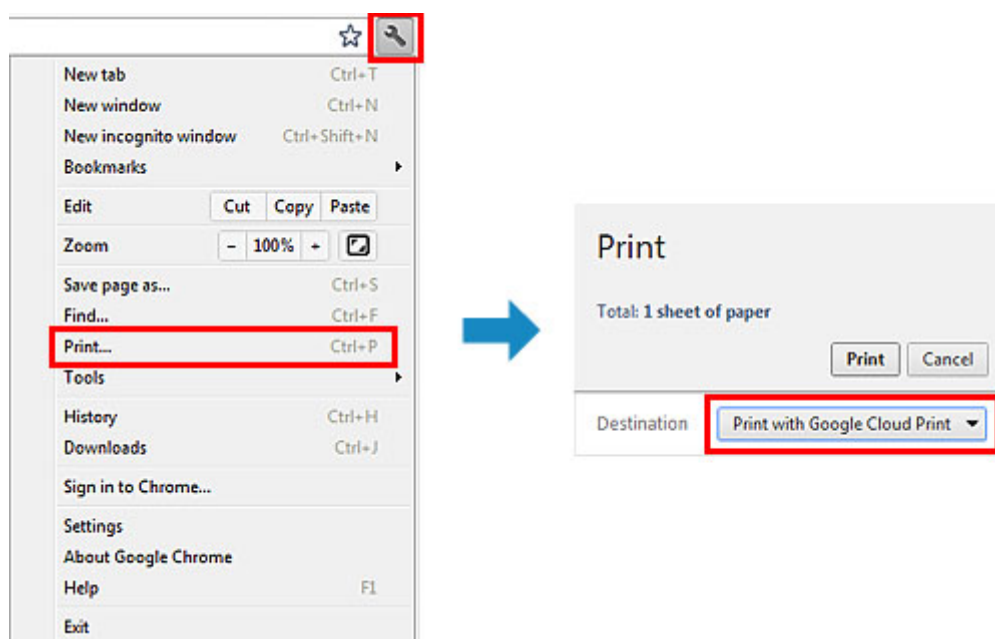 New tab Ctrl+T
New window Ctrl+N
New incognito window Ctrl+Shift+N
Bookmarks
Edit Cut Copy Paste
Zoom - 100% +
Save page as... Ctrl+S
Find... Ctrl+F
Print... Ctrl+P
Tools
History Ctrl+H
Downloads Ctrl+J
Sign in to Chrome...
Settings
About Google Chrome
Help F1
Exit
Print
Total: 1 sheet of paper
Print Cancel
Destination Print with Google Cloud Print